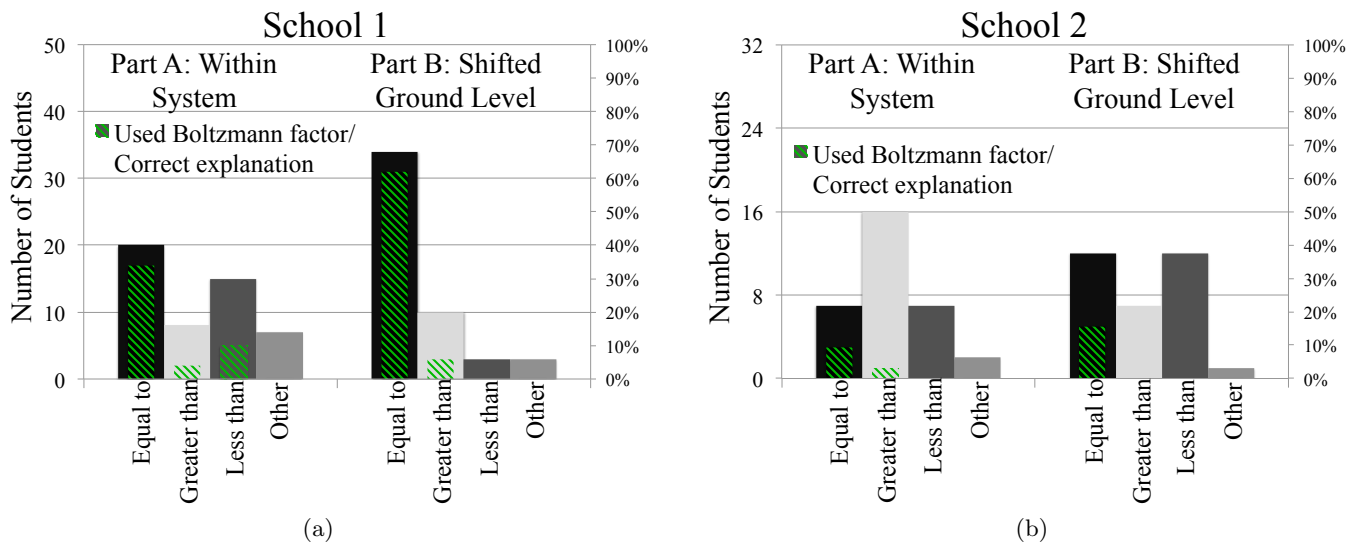 School 1
Part A: Within
System
Part B: Shifted
Ground Level
Used Boltzmann factor/
Correct explanation
Number of Students
50
40
30
20
10
0
100%
90%
80%
70%
60%
50%
40%
30%
20%
10%
0%
Equal to
Greater than
Less than
Other
Equal to
Greater than
Less than
Other
(a)
School 2
Part A: Within
System
Part B: Shifted
Ground Level
Used Boltzmann factor/
Correct explanation
Number of Students
32
24
16
8
0
100%
90%
80%
70%
60%
50%
40%
30%
20%
10%
0%
Equal to
Greater than
Less than
Other
Equal to
Greater than
Less than
Other
(b)